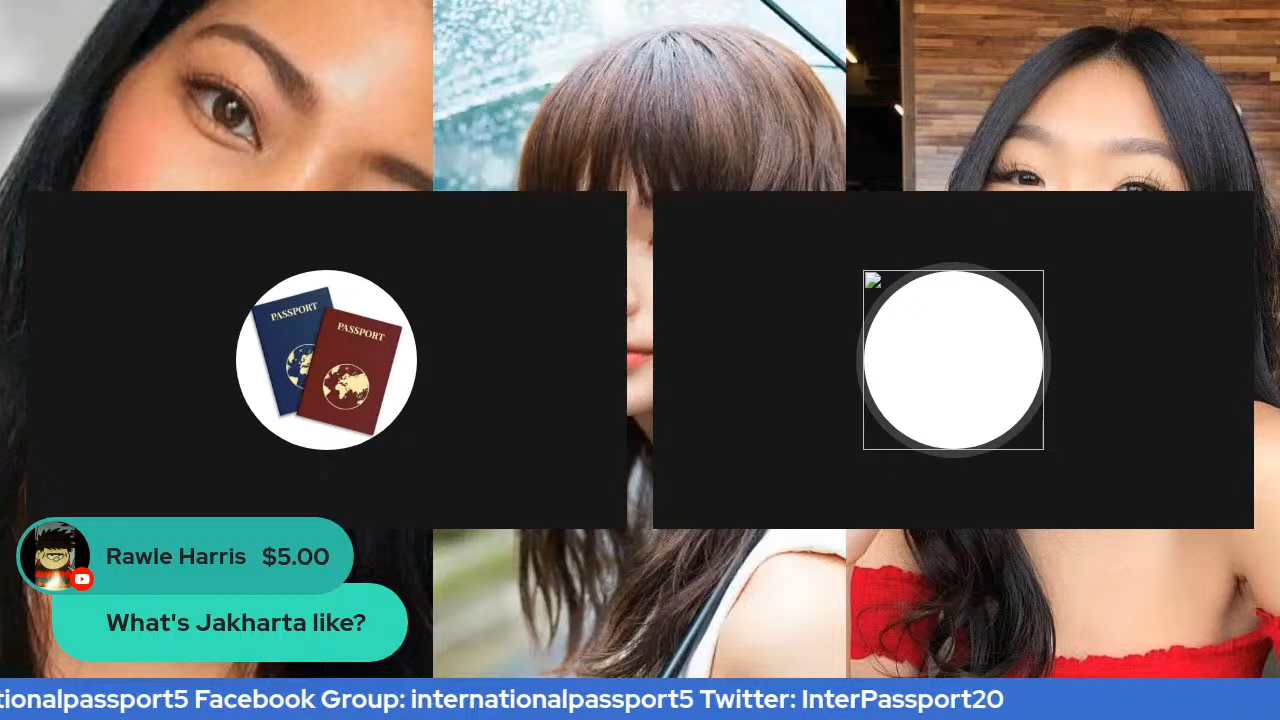 PASSPORT
PASSPORT
Rawle Harris $5.00
What's Jakharta like?
tionalpassport5 Facebook Group: internationalpassport5 Twitter: InterPassport20